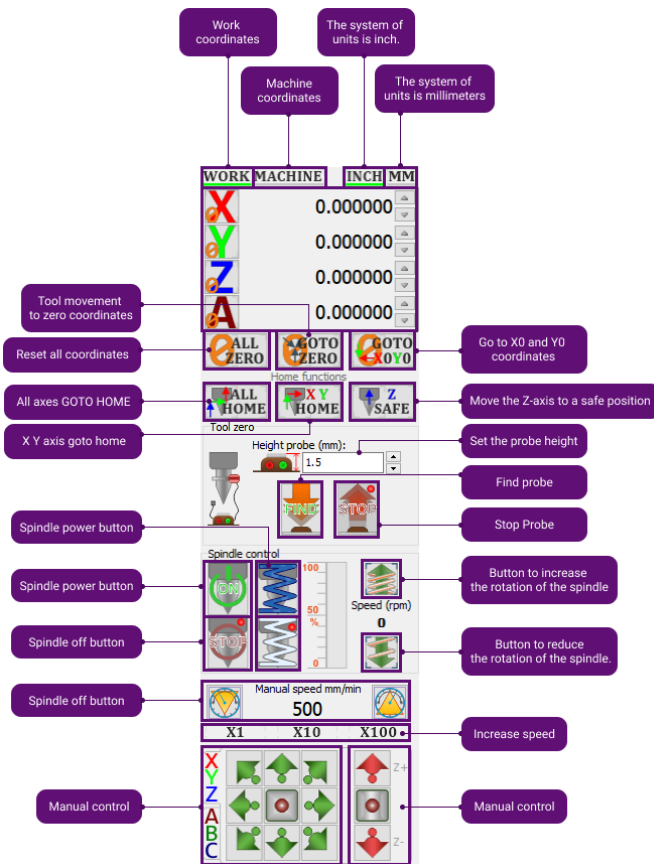 Work
coordinates
The system of
units is inch.
Machine
coordinates
The system of
units is millimeters
WORK MACHINE INCH MM
X 0.000000
Y 0.000000
Z 0.000000
A 0.000000
Tool movement
to zero coordinates
Reset all coordinates
ALL
ZERO
GOTO
ZERO
GOTO
X0Y0
Go to X0 and Y0
coordinates
Home functions
All axes GOTO HOME
ALL
HOME
X Y
HOME
Z
SAFE
Move the Z-axis to a safe position
X Y axis goto home
Tool zero
Height probe (mm):
1.5
Set the probe height
Find probe
FIND
STOP
Stop Probe
Spindle power button
Spindle control
Spindle power button
ON
100
50
%
0
Speed (rpm)
0
Button to increase
the rotation of the spindle
Spindle off button
STOP
Button to reduce
the rotation of the spindle.
Spindle off button
Manual speed mm/min
500
X1 X10 X100
Increase speed
X
Y
Z
A
B
C
Z+
Z-
Manual control
Manual control